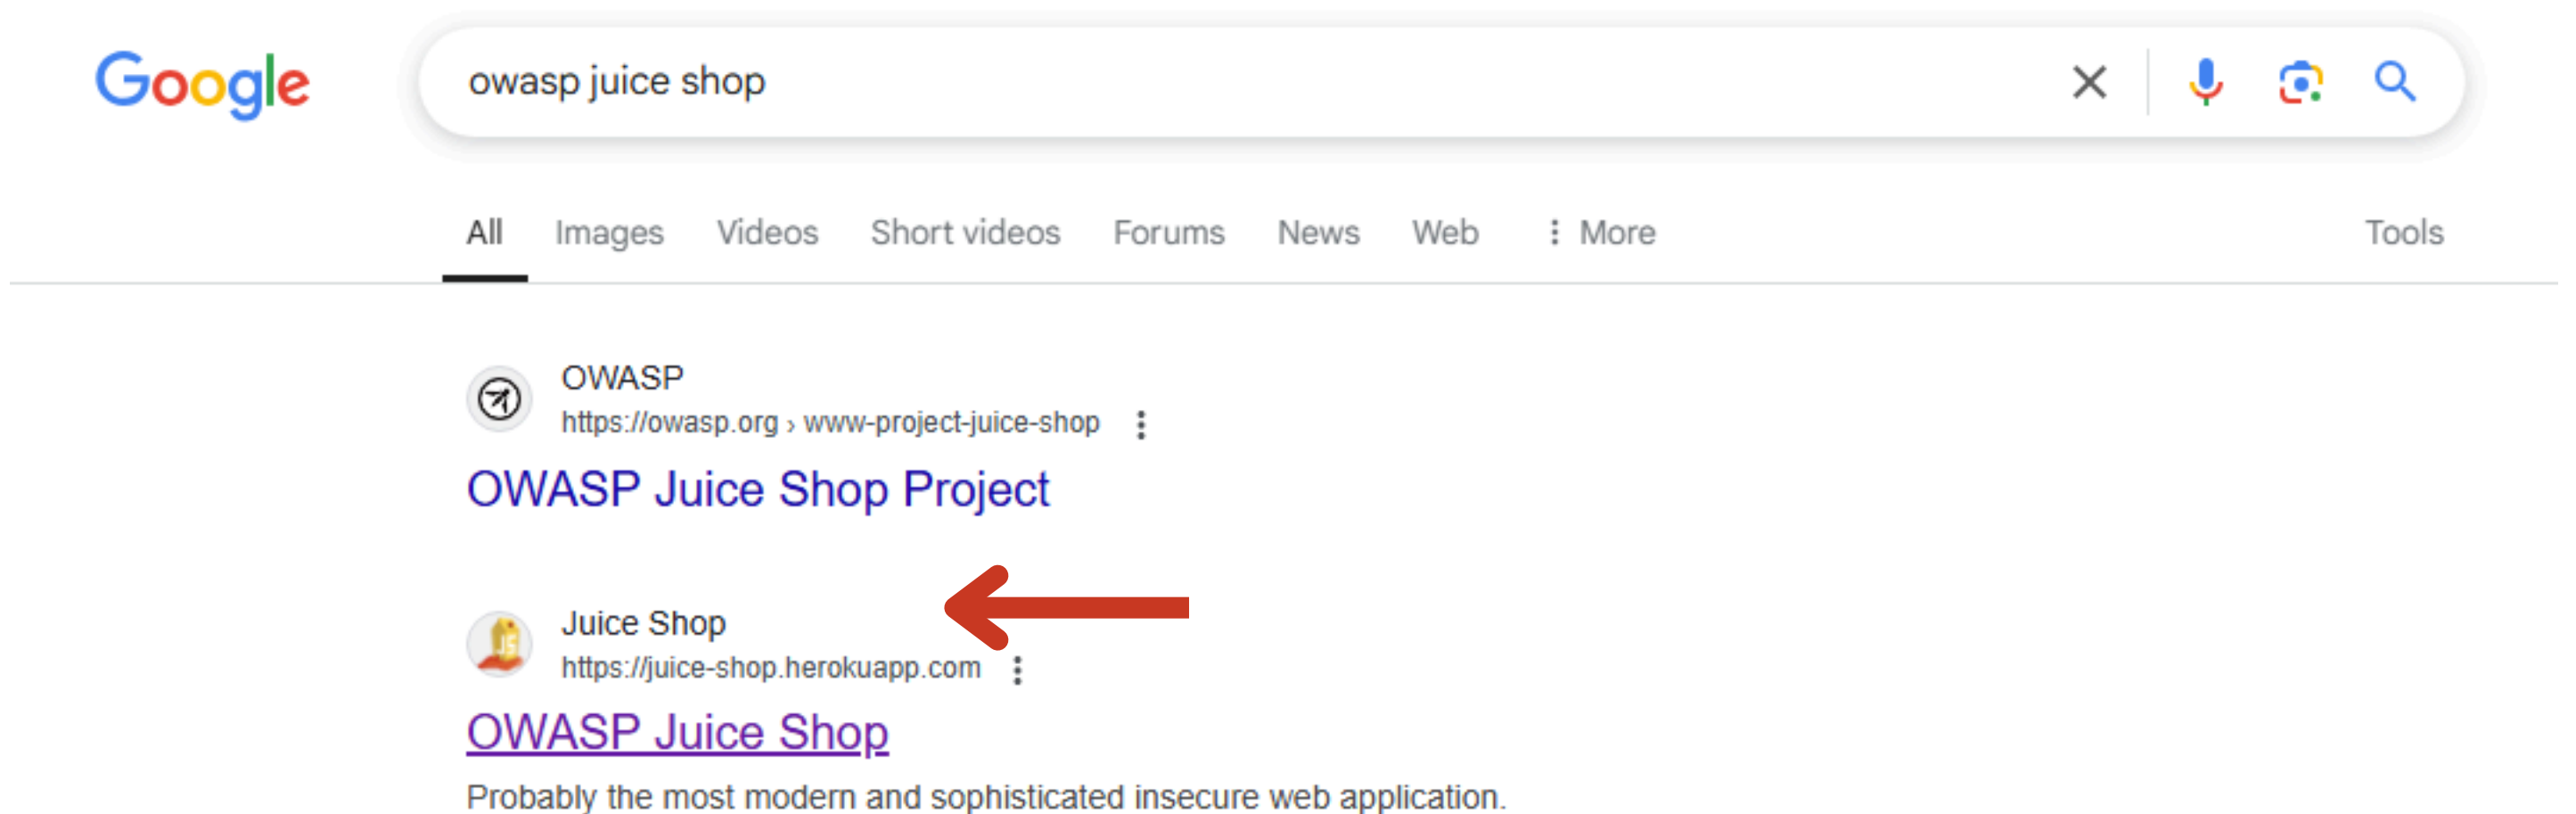 Google
owasp juice shop
All Images Videos Short videos Forums News Web More Tools
OWASP
https://owasp.org › www-project-juice-shop
OWASP Juice Shop Project
Juice Shop
JS
https://juice-shop.herokuapp.com
OWASP Juice Shop
Probably the most modern and sophisticated insecure web application.